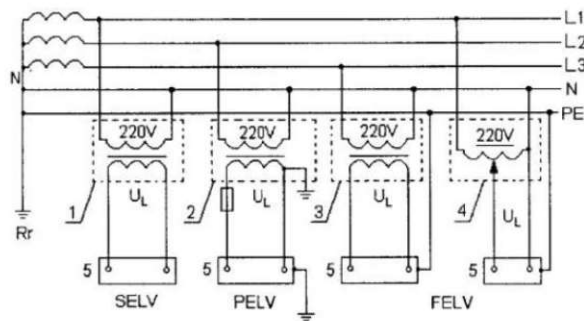 L1
L2
L3
N
N
PE
220V 220V 220V 220V
1 U_L 2 U_L 3 U_L 4 U_L
Rr
5 5 5 5
SELV PELV FELV